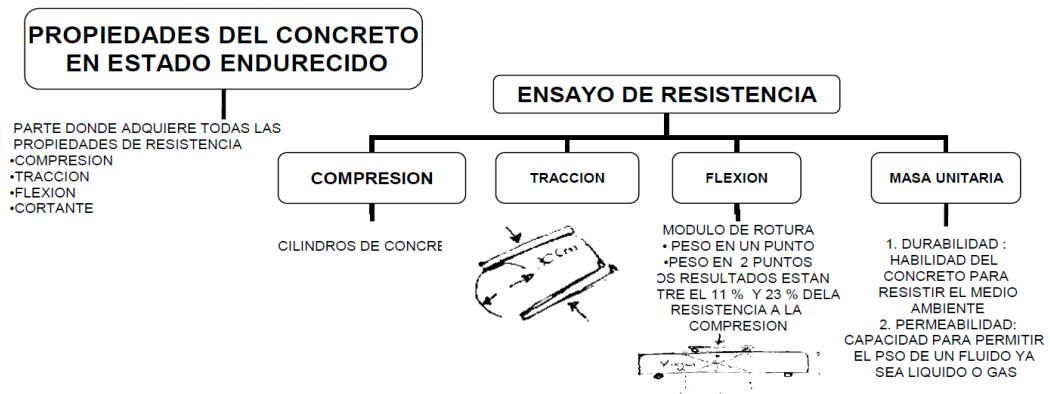 PROPIEDADES DEL CONCRETO
EN ESTADO ENDURECIDO
PARTE DONDE ADQUIERE TODAS LAS
PROPIEDADES DE RESISTENCIA
•COMPRESION
•TRACCION
•FLEXION
•CORTANTE
ENSAYO DE RESISTENCIA
COMPRESION
CILINDROS DE CONCRE
TRACCION
FLEXION
MODULO DE ROTURA
• PESO EN UN PUNTO
•PESO EN 2 PUNTOS
OS RESULTADOS ESTAN
TRE EL 11 % Y 23 % DELA
RESISTENCIA A LA
COMPRESION
MASA UNITARIA
1. DURABILIDAD :
HABILIDAD DEL
CONCRETO PARA
RESISTIR EL MEDIO
AMBIENTE
2. PERMEABILIDAD:
CAPACIDAD PARA PERMITIR
EL PSO DE UN FLUIDO YA
SEA LIQUIDO O GAS